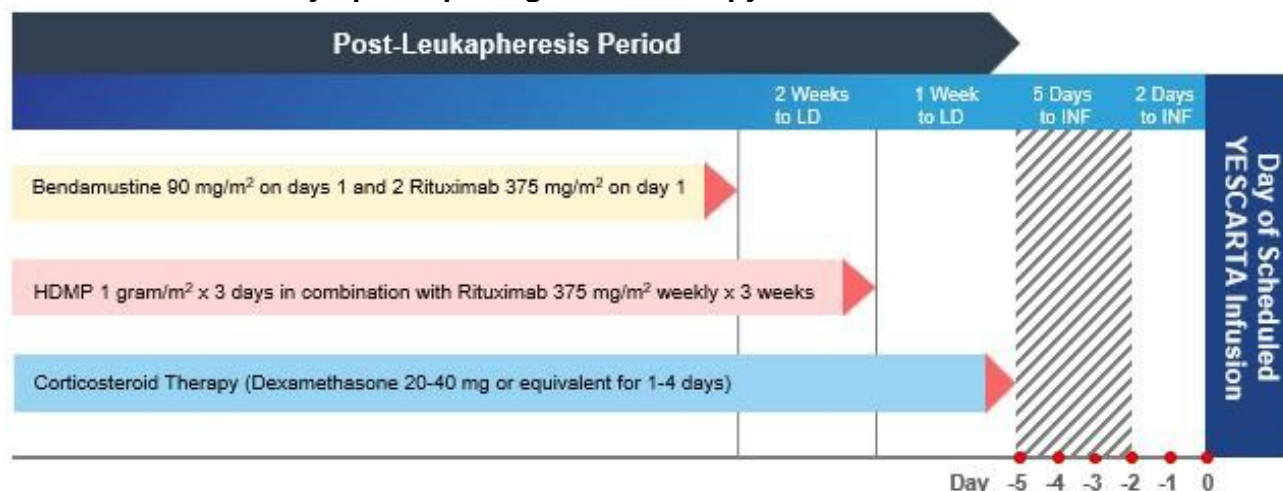 Post-Leukapheresis Period
2 Weeks
to LD
1 Week
to LD
5 Days
to INF
2 Days
to INF
Bendamustine 90 mg/m² on days 1 and 2 Rituximab 375 mg/m² on day 1
HDMP 1 gram/m² x 3 days in combination with Rituximab 375 mg/m² weekly x 3 weeks
Corticosteroid Therapy (Dexamethasone 20-40 mg or equivalent for 1-4 days)
Day of Scheduled
YESCARTA Infusion
Day -5 -4 -3 -2 -1 0